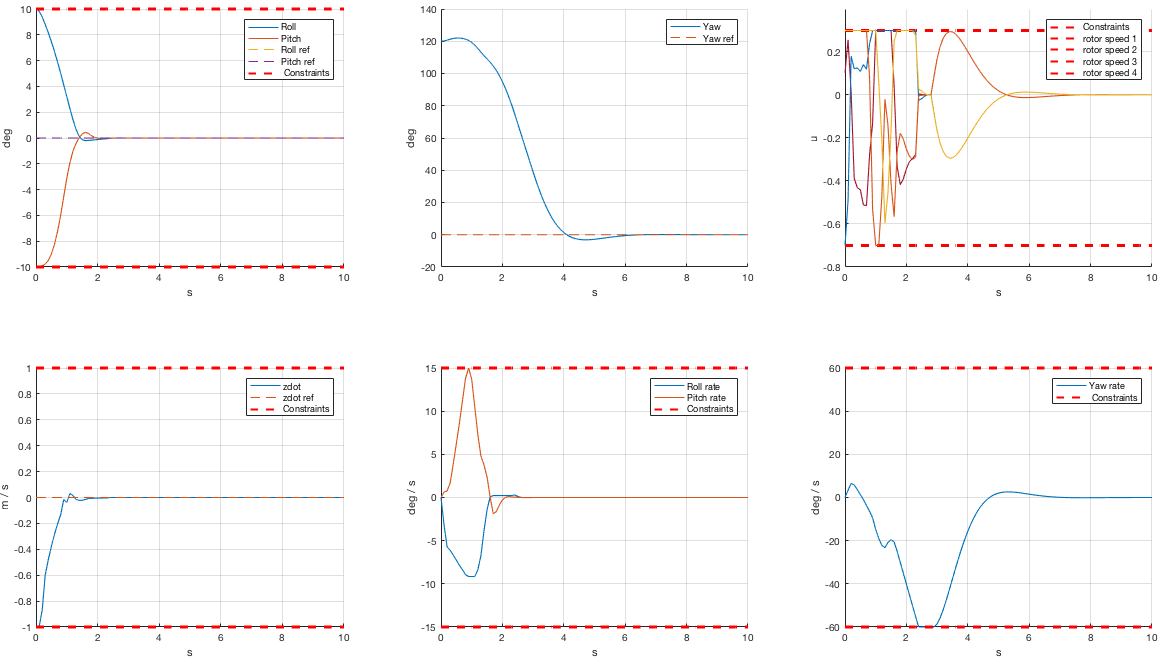 10
8
6
4
2
0
-2
-4
-6
-8
-10
deg
0
2
4
6
8
10
s
Roll
Pitch
Roll ref
Pitch ref
Constraints
140
120
100
80
60
40
20
0
-20
deg
0
2
4
6
8
10
s
Yaw
Yaw ref
0.2
0
-0.2
-0.4
-0.6
-0.8
u
0
2
4
6
8
10
s
Constraints
rotor speed 1
rotor speed 2
rotor speed 3
rotor speed 4
1
0.8
0.6
0.4
0.2
0
-0.2
-0.4
-0.6
-0.8
-1
m / s
0
2
4
6
8
10
s
zdot
zdot ref
Constraints
15
10
5
0
-5
-10
-15
deg / s
0
2
4
6
8
10
s
Roll rate
Pitch rate
Constraints
60
40
20
0
-20
-40
-60
deg / s
0
2
4
6
8
10
s
Yaw rate
Constraints